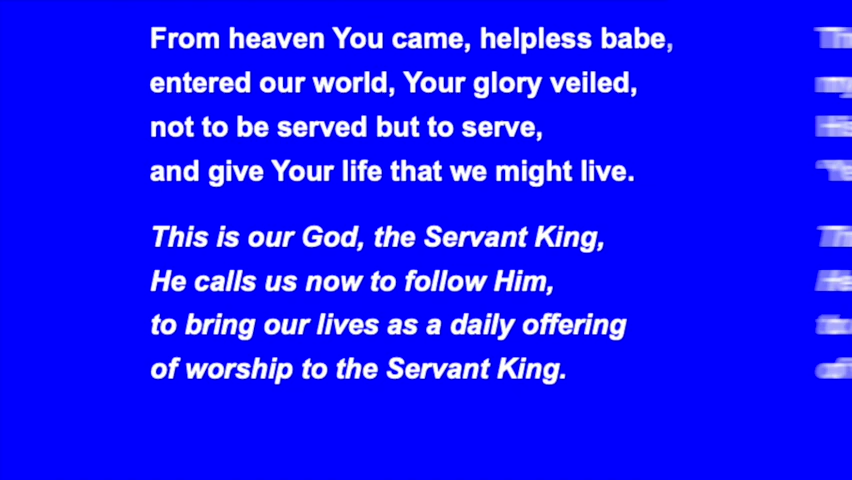 From heaven You came, helpless babe,
entered our world, Your glory veiled,
not to be served but to serve,
and give Your life that we might live.
This is our God, the Servant King,
He calls us now to follow Him,
to bring our lives as a daily offering
of worship to the Servant King.